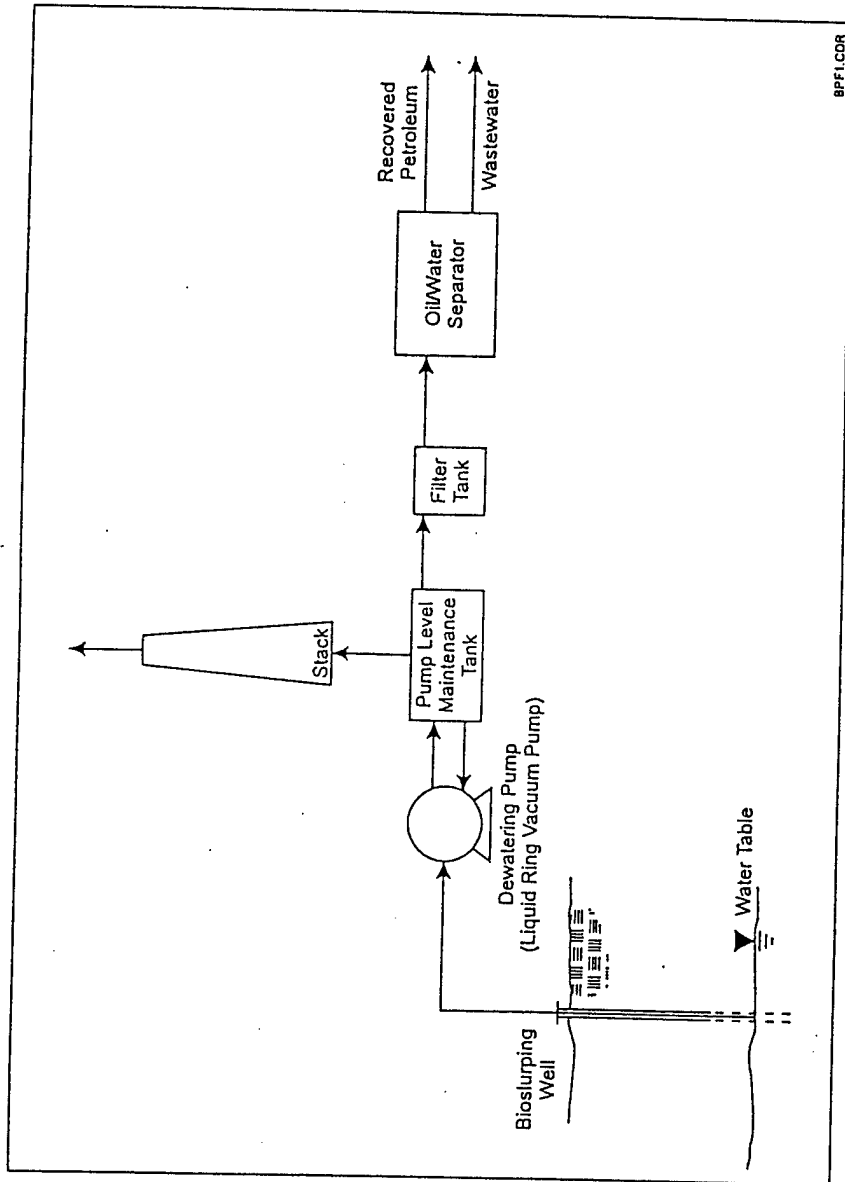 Bioslurping
Well
Water Table
Dewatering Pump
(Liquid Ring Vacuum Pump)
Pump Level
Maintenance
Tank
Stack
Filter
Tank
Oil/Water
Separator
Recovered
Petroleum
Wastewater
BPF1.CDR